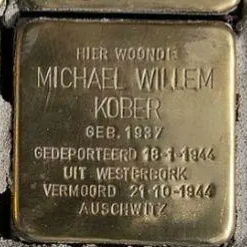 HIER WOONDE
MICHAEL WILLEM
KOBER
GEB. 1937
GEDEPORTEERD 18-1-1944
UIT WESTERBORK
VERMOORD 21-10-1944
AUSCHWITZ